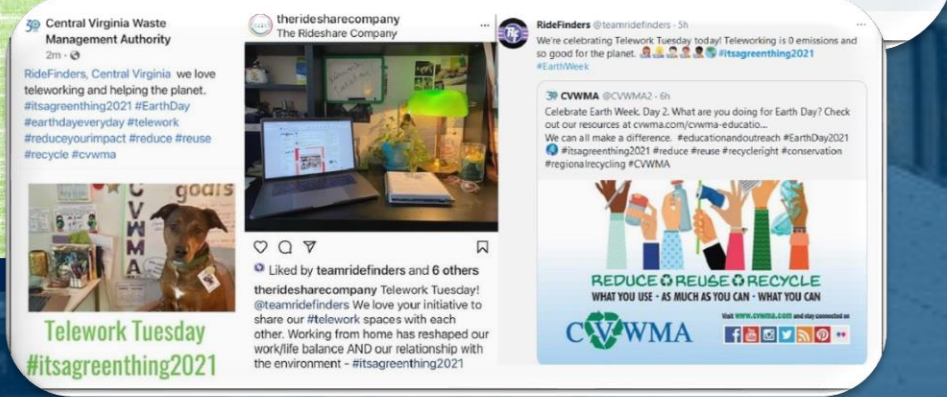 Central Virginia Waste
Management Authority
2m
RideFinders, Central Virginia we love
teleworking and helping the planet.
#itsagreenthing2021 #EarthDay
#earthdayeveryday #telework
#reduceyourimpact #reduce #reuse
#recycle #cvwma
goals
CVWMA
Telework Tuesday
#itsagreenthing2021
theridesharecompany
The Rideshare Company
Liked by teamridefinders and 6 others
theridesharecompany Telework Tuesday!
@teamridefinders We love your initiative to
share our #telework spaces with each
other. Working from home has reshaped our
work/life balance AND our relationship with
the environment - #itsagreenthing2021
RideFinders @teamridefinders · 5h
We're celebrating Telework Tuesday today! Teleworking is 0 emissions and
so good for the planet. #itsagreenthing2021
#EarthWeek
CVWMA @CVWMA2 · 6h
Celebrate Earth Week. Day 2. What are you doing for Earth Day? Check
out our resources at cvwma.com/cvwma-educatio...
We can all make a difference. #educationandoutreach #EarthDay2021
#itsagreenthing2021 #reduce #reuse #recycleright #conservation
#regionalrecycling #CVWMA
REDUCE REUSE RECYCLE
WHAT YOU USE - AS MUCH AS YOU CAN - WHAT YOU CAN
Visit www.cvwma.com and stay connected on
CVWMA